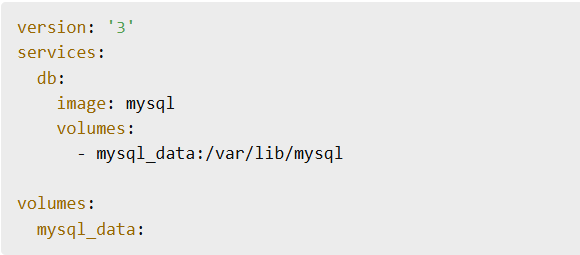 version: '3'
services:
  db:
    image: mysql
    volumes:
      - mysql_data:/var/lib/mysql

volumes:
  mysql_data: